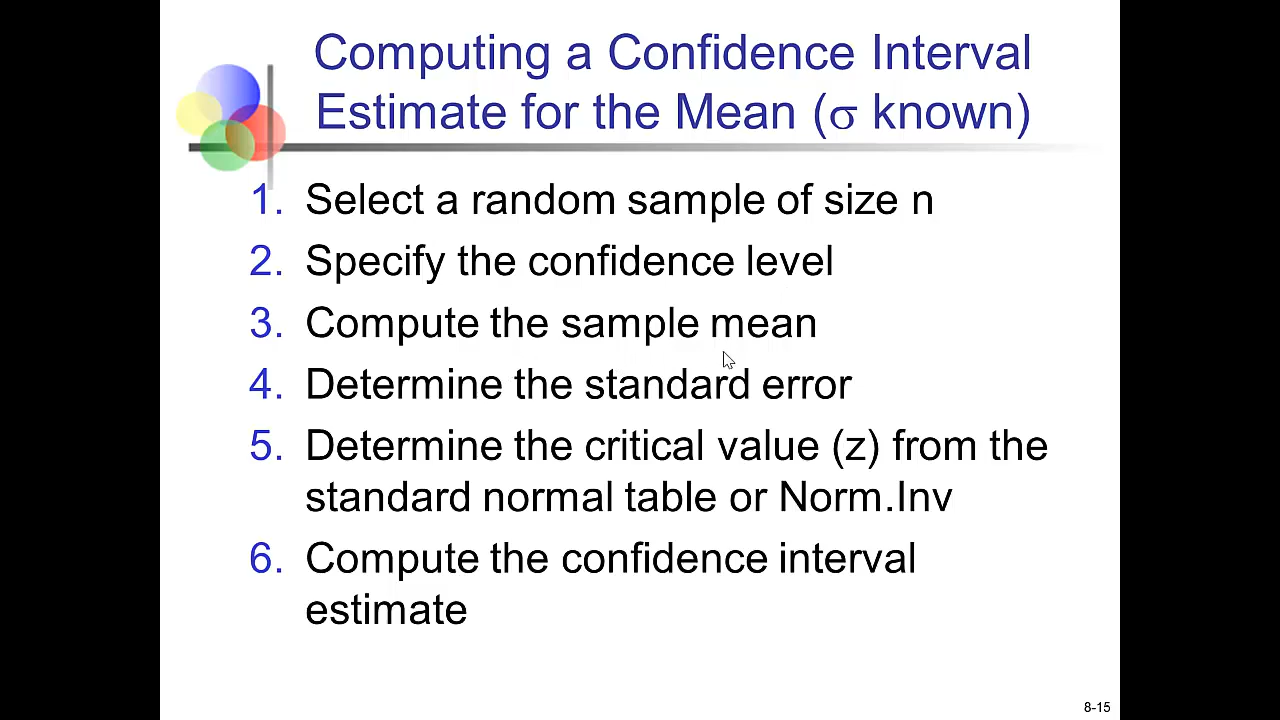 Computing a Confidence Interval
Estimate for the Mean (σ known)
1. Select a random sample of size n
2. Specify the confidence level
3. Compute the sample mean
4. Determine the standard error
5. Determine the critical value (z) from the
standard normal table or Norm.Inv
6. Compute the confidence interval
estimate
8-15